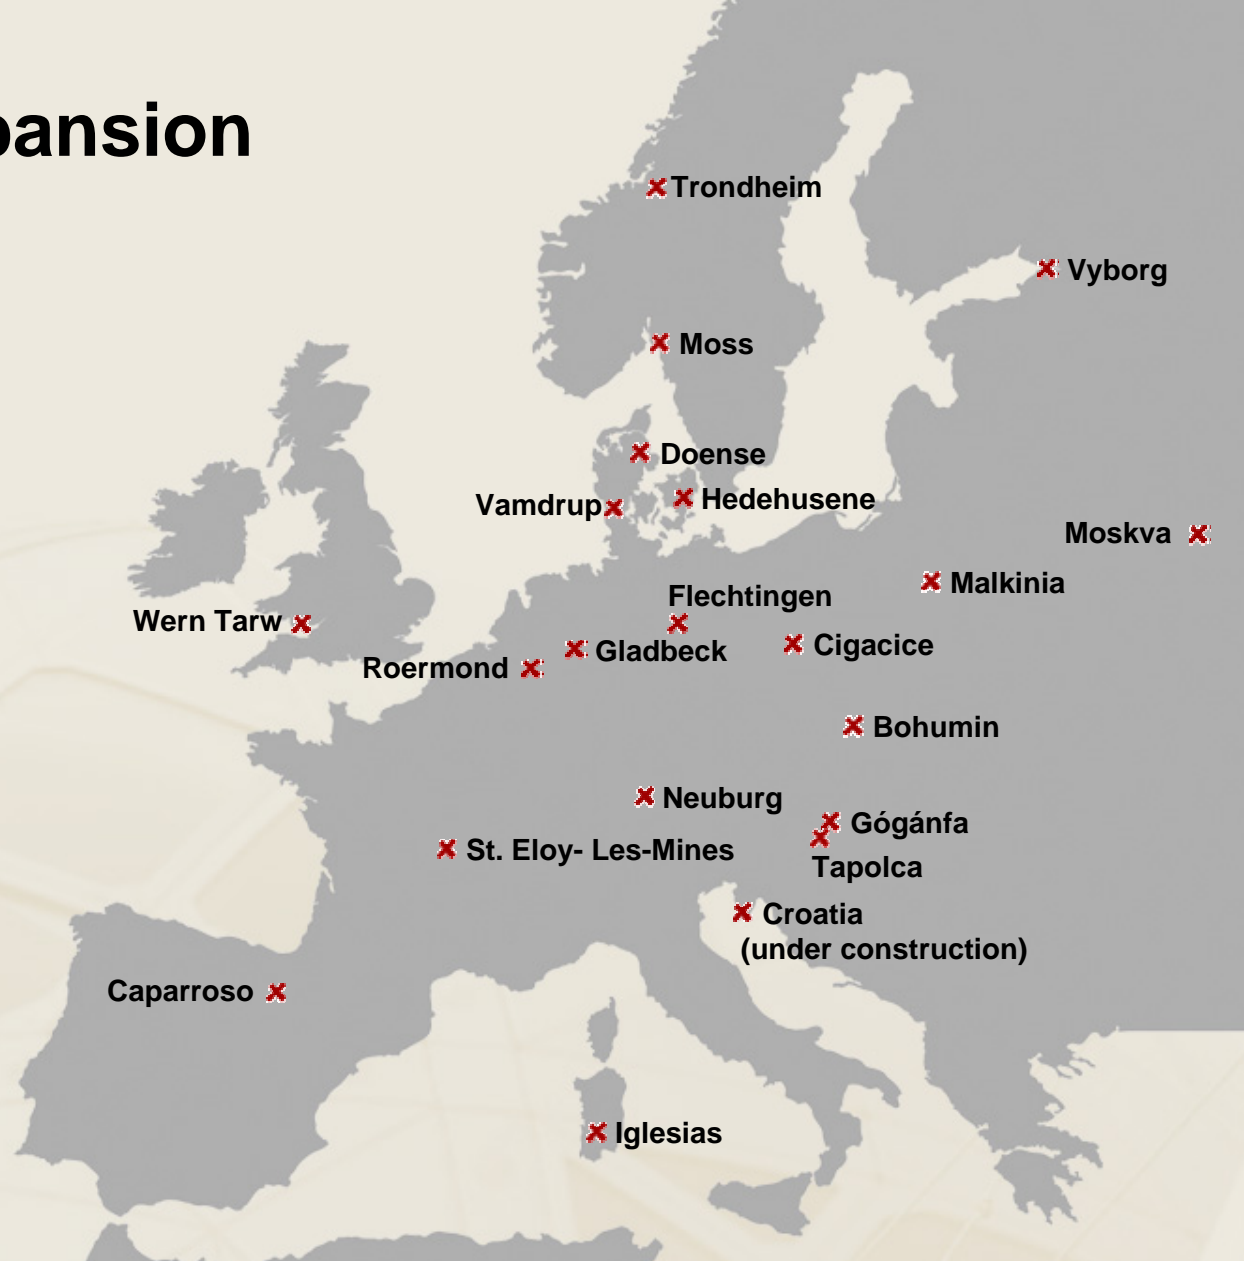 pansion
Trondheim
Vyborg
Moss
Doense
Vamdrup
Hedehusene
Moskva
Malkinia
Flechtingen
Wern Tarw
Cigacice
Gladbeck
Roermond
Bohumin
Neuburg
Gógánfa
St. Eloy- Les-Mines
Tapolca
Croatia
(under construction)
Caparroso
Iglesias